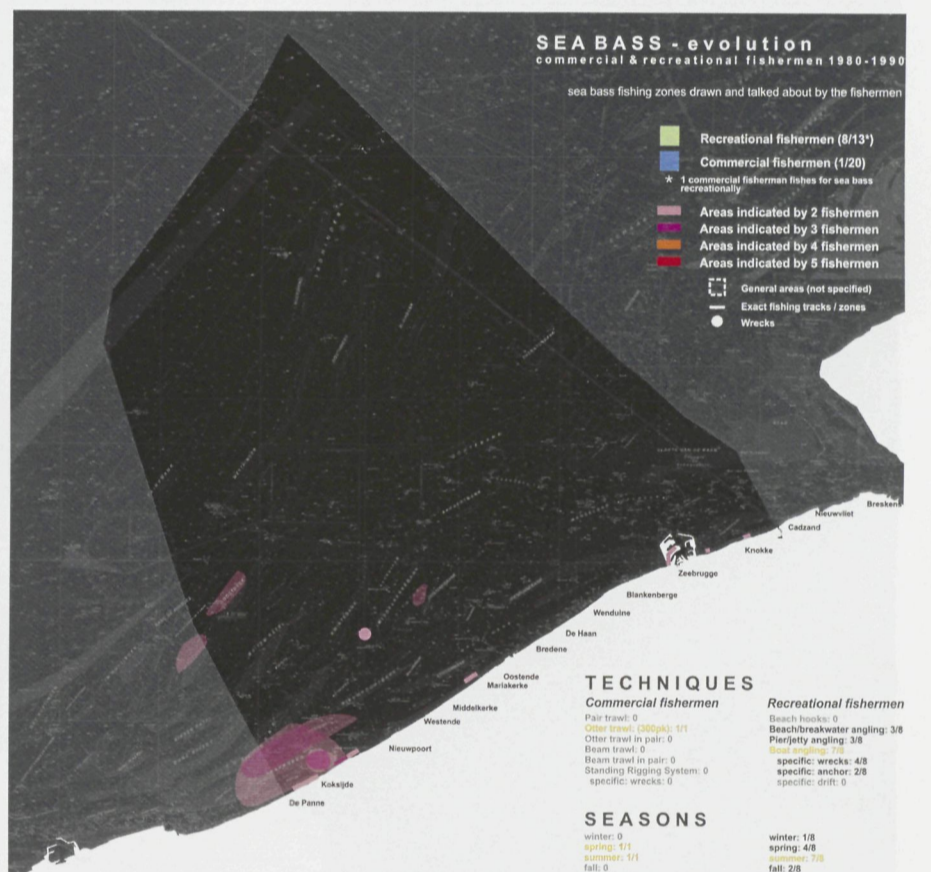 SEA BASS - evolution
commercial & recreational fishermen 1980-1990
sea bass fishing zones drawn and talked about by the fishermen
Recreational fishermen (8/13*)
Commercial fishermen (1/20)
* 1 commercial fisherman fishes for sea bass
recreationally
Areas indicated by 2 fishermen
Areas indicated by 3 fishermen
Areas indicated by 4 fishermen
Areas indicated by 5 fishermen
General areas (not specified)
Exact fishing tracks / zones
Wrecks
Breskens
Nieuwvliet
Cadzand
Knokke
Zeebrugge
Blankenberge
Wenduine
De Haan
Bredene
Oostende
Mariakerke
Middelkerke
Westende
Nieuwpoort
Koksijde
De Panne
TECHNIQUES
Commercial fishermen
Pair trawl: 0
Otter trawl: (300pk): 1/1
Otter trawl in pair: 0
Beam trawl: 0
Beam trawl in pair: 0
Standing Rigging System: 0
specific: wrecks: 0
Recreational fishermen
Beach hooks: 0
Beach/breakwater angling: 3/8
Pier/jetty angling: 3/8
Boat angling: 7/8
specific: wrecks: 4/8
specific: anchor: 2/8
specific: drift: 0
SEASONS
winter: 0
spring: 1/1
summer: 1/1
fall: 0
winter: 1/8
spring: 4/8
summer: 7/8
fall: 2/8